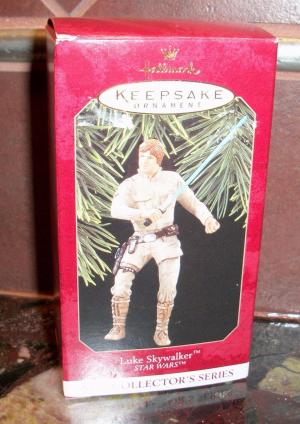 Hallmark
KEEPSAKE
ORNAMENT
Luke Skywalker™
STAR WARS™
COLLECTOR'S SERIES